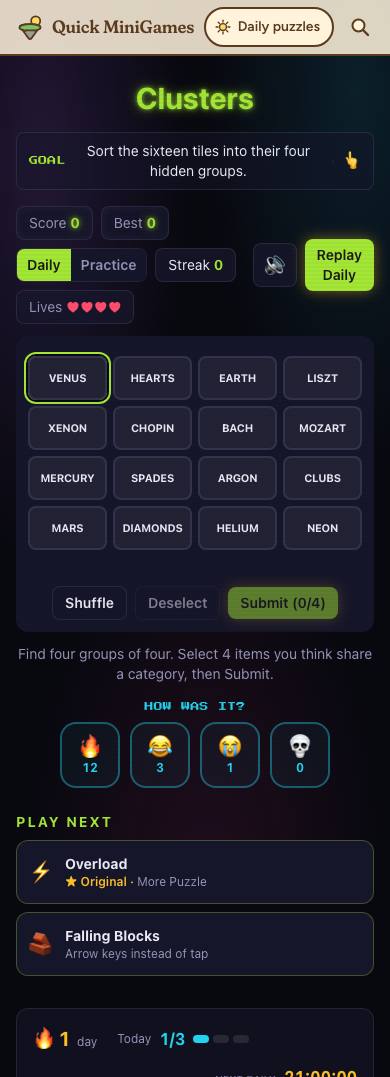 Quick MiniGames
Daily puzzles
Clusters
GOAL
Sort the sixteen tiles into their four
hidden groups.
Score 0
Best 0
Daily
Practice
Streak 0
Replay
Daily
Lives
VENUS
HEARTS
EARTH
LISZT
XENON
CHOPIN
BACH
MOZART
MERCURY
SPADES
ARGON
CLUBS
MARS
DIAMONDS
HELIUM
NEON
Shuffle
Deselect
Submit (0/4)
Find four groups of four. Select 4 items you think share
a category, then Submit.
HOW WAS IT?
12
3
1
0
PLAY NEXT
Overload
Original · More Puzzle
Falling Blocks
Arrow keys instead of tap
1 day
Today 1/3
21:00:00